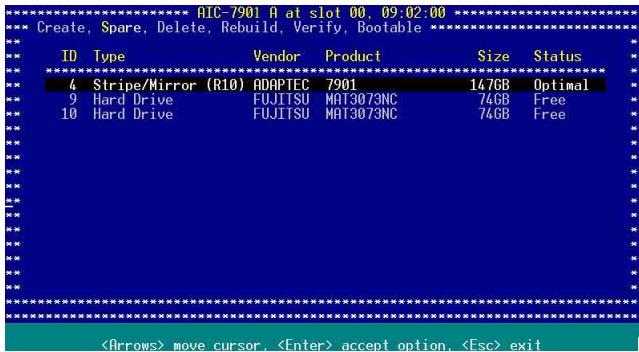 AIC-7901 A at slot 00, 09:02:00
Create, Spare, Delete, Rebuild, Verify, Bootable
ID Type Vendor Product Size Status
4 Stripe/Mirror (R10) ADAPTEC 7901 147GB Optimal
9 Hard Drive FUJITSU MAT3073NC 74GB Free
10 Hard Drive FUJITSU MAT3073NC 74GB Free
<Arrows> move cursor, <Enter> accept option, <Esc> exit